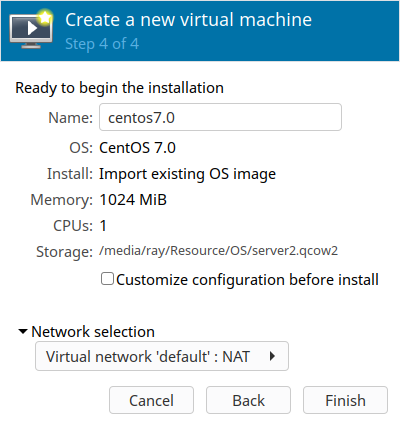 Create a new virtual machine
Step 4 of 4
Ready to begin the installation
Name: centos7.0
OS: CentOS 7.0
Install: Import existing OS image
Memory: 1024 MiB
CPUs: 1
Storage: /media/ray/Resource/OS/server2.qcow2
Customize configuration before install
Network selection
Virtual network 'default' : NAT
Cancel Back Finish